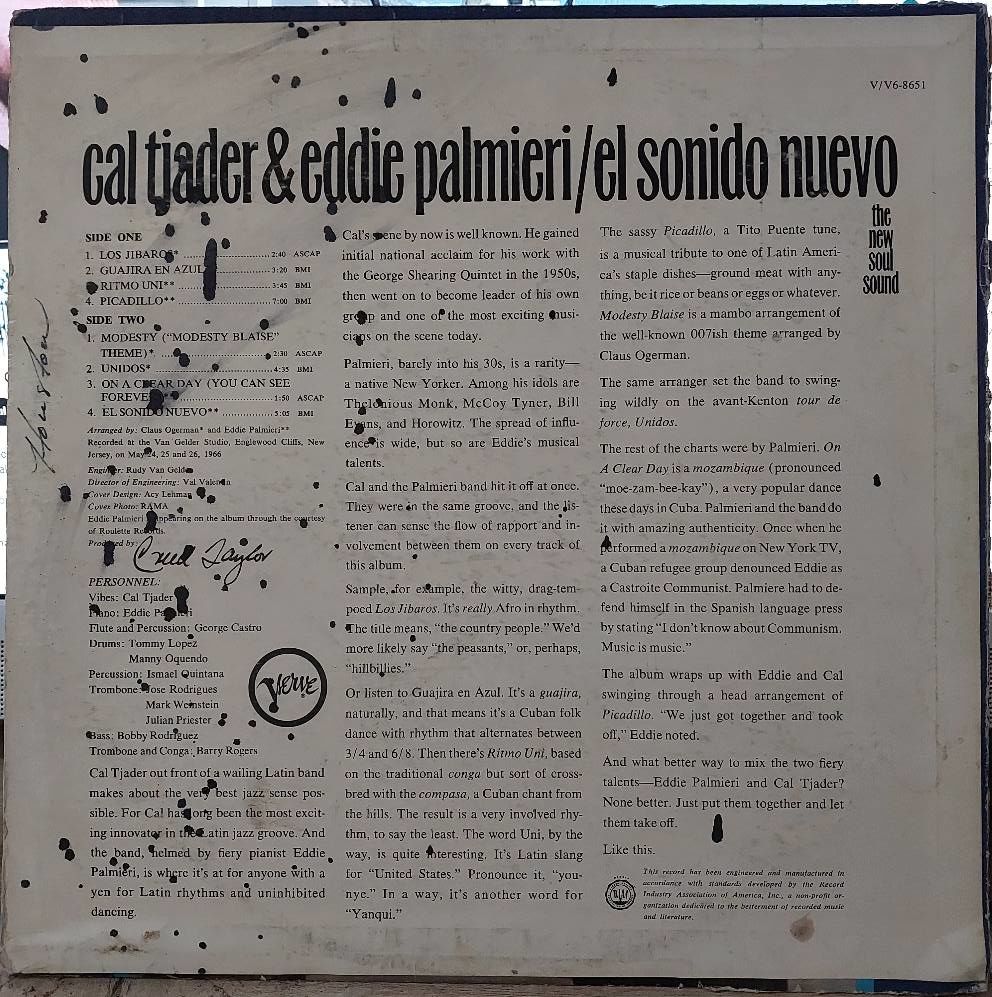 V/V6-8651
cal tjader & eddie palmieri/el sonido nuevo
the
new
soul
sound
SIDE ONE
1. LOS JIBAROS* ..... 2:40 ASCAP
2. GUAJIRA EN AZUL ..... 3:20 BMI
RITMO UNI** ..... 3:45 BMI
4. PICADILLO** ..... 7:00 BMI
SIDE TWO
1. MODESTY ("MODESTY BLAISE"
THEME)* ..... 2:30 ASCAP
2. UNIDOS* ..... 4:35 BMI
3. ON A CLEAR DAY (YOU CAN SEE
FOREVER ..... 1:50 ASCAP
4. EL SONIDO NUEVO** ..... 5:05 BMI
Arranged by: Claus Ogerman* and Eddie Palmieri**
Recorded at the Van Gelder Studio, Englewood Cliffs, New
Jersey, on May 24, 25 and 26, 1966
Engineer: Rudy Van Gelder
Director of Engineering: Val Valentin
Cover Design: Acy Lehman
Cover Photo: RAMA
Eddie Palmieri appearing on the album through the courtesy
of Roulette Records.
Produced by:
Creed Taylor
PERSONNEL:
Vibes: Cal Tjader
Piano: Eddie Palmieri
Flute and Percussion: George Castro
Drums: Tommy Lopez
Manny Oquendo
Percussion: Ismael Quintana
Trombone: Jose Rodrigues
Mark Weinstein
Julian Priester
Bass: Bobby Rodriguez
Trombone and Conga: Barry Rogers
Verve
Cal Tjader out front of a wailing Latin band
makes about the very best jazz sense pos-
sible. For Cal has long been the most excit-
ing innovator in the Latin jazz groove. And
the band, helmed by fiery pianist Eddie
Palmieri, is where it's at for anyone with a
yen for Latin rhythms and uninhibited
dancing.
Cal's scene by now is well known. He gained
initial national acclaim for his work with
the George Shearing Quintet in the 1950s,
then went on to become leader of his own
group and one of the most exciting musi-
cians on the scene today.
Palmieri, barely into his 30s, is a rarity—
a native New Yorker. Among his idols are
Thelonious Monk, McCoy Tyner, Bill
Evans, and Horowitz. The spread of influ-
ence is wide, but so are Eddie's musical
talents.
Cal and the Palmieri band hit it off at once.
They were in the same groove, and the lis-
tener can sense the flow of rapport and in-
volvement between them on every track of
this album.
Sample, for example, the witty, drag-tem-
poed Los Jibaros. It's really Afro in rhythm.
The title means, "the country people." We'd
more likely say "the peasants," or, perhaps,
"hillbillies."
Or listen to Guajira en Azul. It's a guajira,
naturally, and that means it's a Cuban folk
dance with rhythm that alternates between
3/4 and 6/8. Then there's Ritmo Uni, based
on the traditional conga but sort of cross-
bred with the compasa, a Cuban chant from
the hills. The result is a very involved rhy-
thm, to say the least. The word Uni, by the
way, is quite interesting. It's Latin slang
for "United States." Pronounce it, "you-
nye." In a way, it's another word for
"Yanqui."
The sassy Picadillo, a Tito Puente tune,
is a musical tribute to one of Latin Ameri-
ca's staple dishes—ground meat with any-
thing, be it rice or beans or eggs or whatever.
Modesty Blaise is a mambo arrangement of
the well-known 007ish theme arranged by
Claus Ogerman.
The same arranger set the band to swing-
ing wildly on the avant-Kenton tour de
force, Unidos.
The rest of the charts were by Palmieri. On
A Clear Day is a mozambique (pronounced
"moe-zam-bee-kay"), a very popular dance
these days in Cuba. Palmieri and the band do
it with amazing authenticity. Once when he
performed a mozambique on New York TV,
a Cuban refugee group denounced Eddie as
a Castroite Communist. Palmiere had to de-
fend himself in the Spanish language press
by stating "I don't know about Communism.
Music is music."
The album wraps up with Eddie and Cal
swinging through a head arrangement of
Picadillo. "We just got together and took
off," Eddie noted.
And what better way to mix the two fiery
talents—Eddie Palmieri and Cal Tjader?
None better. Just put them together and let
them take off.
Like this.
This record has been engineered and manufactured in
accordance with standards developed by the Record
Industry Association of America, Inc., a non-profit or-
ganization dedicated to the betterment of recorded music
and literature.
Houston